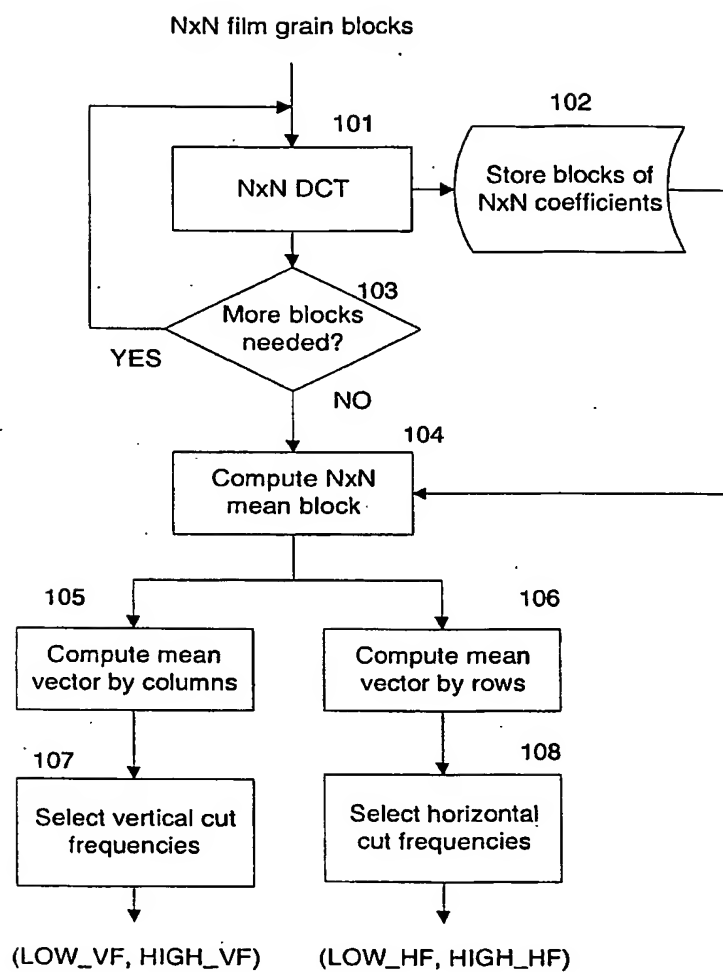 NxN film grain blocks
101
102
NxN DCT
Store blocks of
NxN coefficients
103
More blocks
needed?
YES
NO
104
Compute NxN
mean block
105
106
Compute mean
vector by columns
Compute mean
vector by rows
107
108
Select vertical cut
frequencies
Select horizontal
cut frequencies
(LOW_VF, HIGH_VF)
(LOW_HF, HIGH_HF)